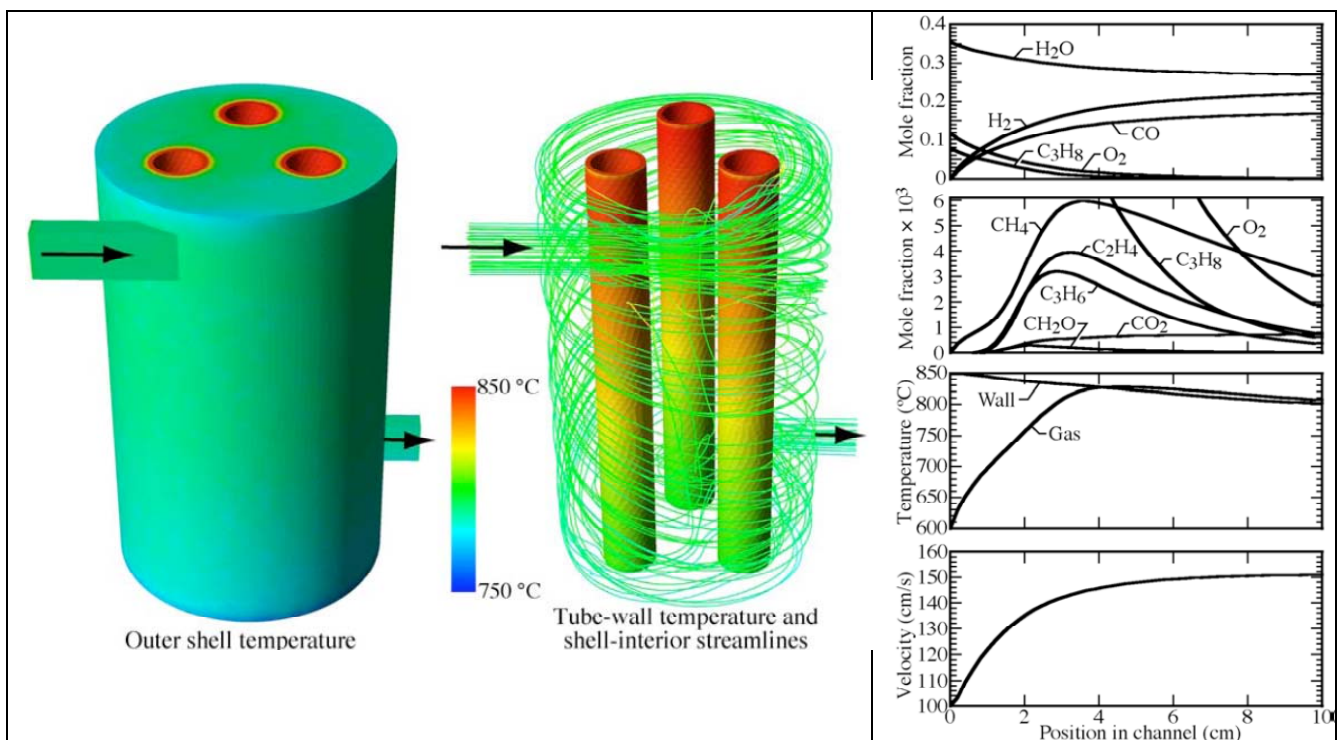 850 °C
750 °C
Outer shell temperature
Tube-wall temperature and
shell-interior streamlines
0.4
0.3
0.2
0.1
0
Mole fraction
H2O
H2
CO
C3H8
O2
6
5
4
3
2
1
0
Mole fraction × 10³
CH4
O2
C2H4
C3H8
C3H6
CH2O
CO2
850
800
750
700
650
600
Temperature (°C)
Wall
Gas
160
150
140
130
120
110
100
Velocity (cm/s)
0 2 4 6 8 10
Position in channel (cm)